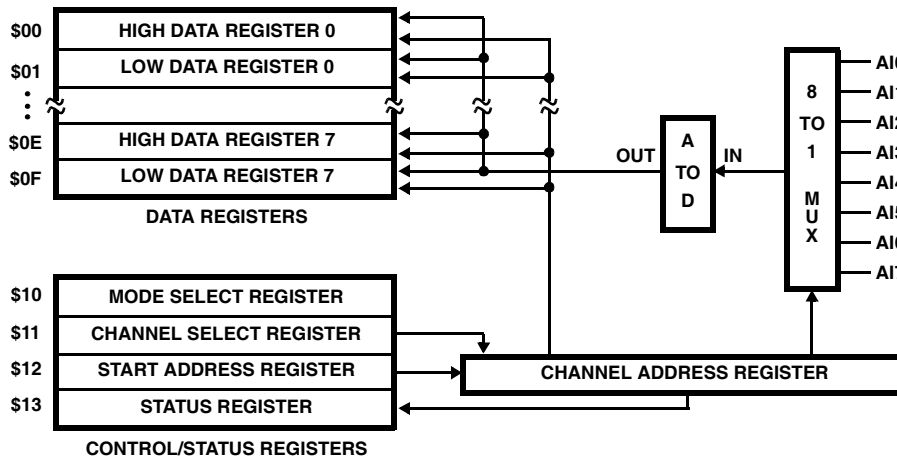 $00 HIGH DATA REGISTER 0
$01 LOW DATA REGISTER 0
$0E HIGH DATA REGISTER 7
$0F LOW DATA REGISTER 7
DATA REGISTERS
OUT
A
TO
D
IN
8
TO
1
M
U
X
$10 MODE SELECT REGISTER
$11 CHANNEL SELECT REGISTER
$12 START ADDRESS REGISTER
$13 STATUS REGISTER
CONTROL/STATUS REGISTERS
CHANNEL ADDRESS REGISTER